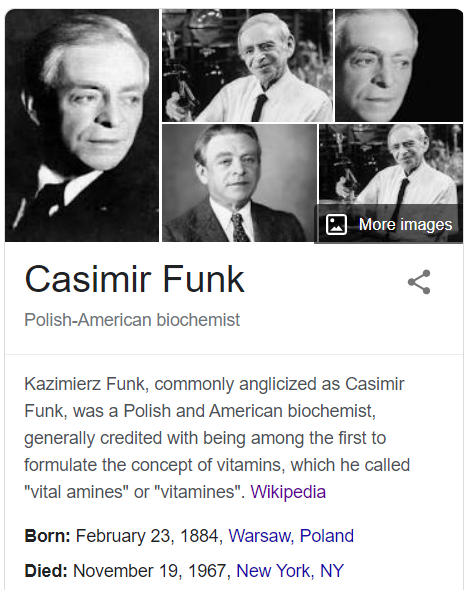 More images
Casimir Funk
Polish-American biochemist
Kazimierz Funk, commonly anglicized as Casimir
Funk, was a Polish and American biochemist,
generally credited with being among the first to
formulate the concept of vitamins, which he called
"vital amines" or "vitamines". Wikipedia
Born: February 23, 1884, Warsaw, Poland
Died: November 19, 1967, New York, NY